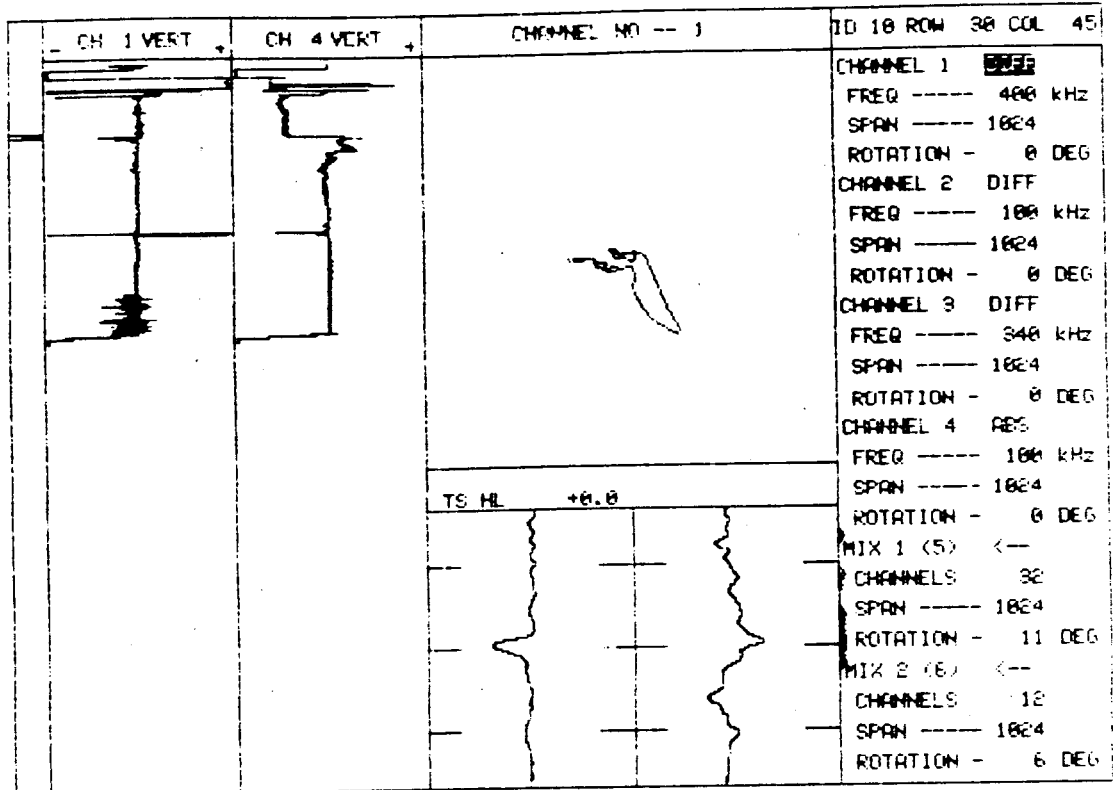 - CH 1 VERT +
CH 4 VERT +
CHANNEL NO -- 1
ID 10 ROW 30 COL 45
CHANNEL 1 DIFF
FREQ ----- 400 kHz
SPAN ----- 1024
ROTATION - 0 DEG
CHANNEL 2 DIFF
FREQ ----- 100 kHz
SPAN ----- 1024
ROTATION - 0 DEG
CHANNEL 3 DIFF
FREQ ----- 340 kHz
SPAN ----- 1024
ROTATION - 0 DEG
CHANNEL 4 ABS
FREQ ----- 100 kHz
SPAN ----- 1024
ROTATION - 0 DEG
MIX 1 (5) <--
CHANNELS 32
SPAN ----- 1024
ROTATION - 11 DEG
MIX 2 (6) <--
CHANNELS 12
SPAN ----- 1024
ROTATION - 6 DEG
TS HL +0.0